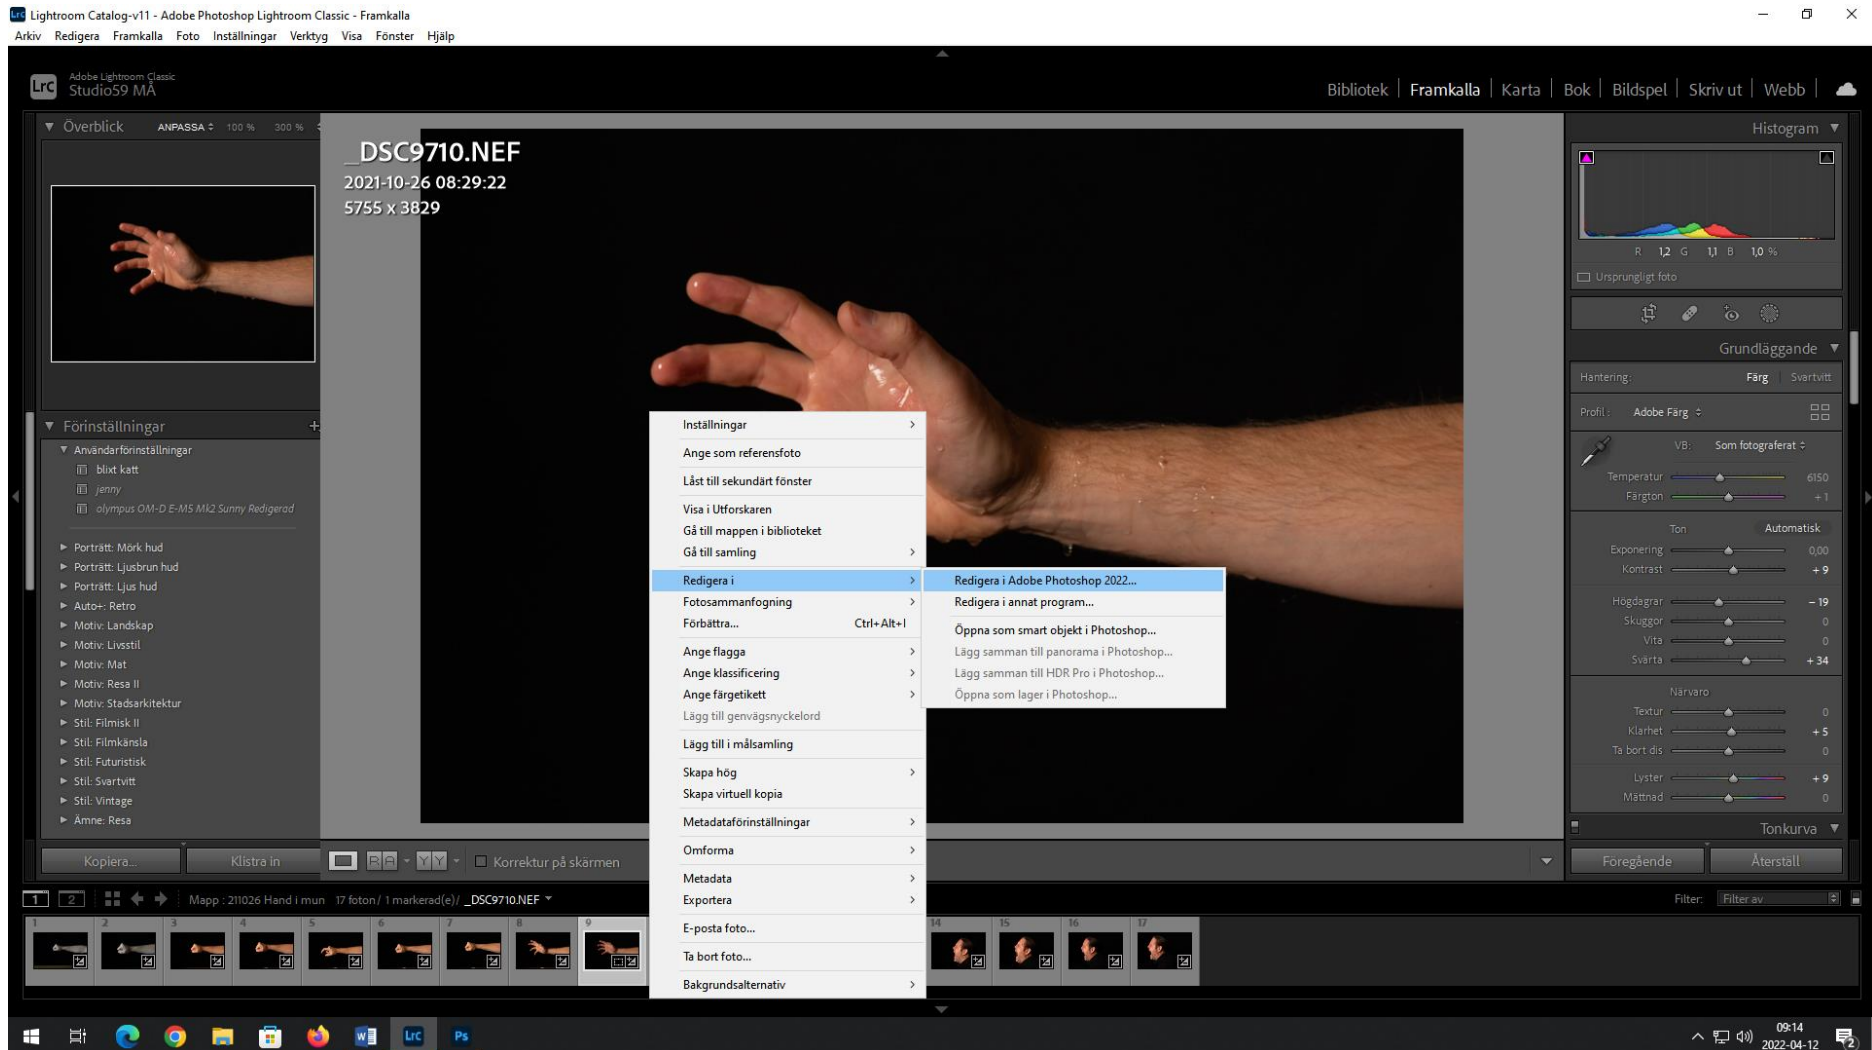 Lightroom Catalog-v11 - Adobe Photoshop Lightroom Classic - Framkalla
Arkiv Redigera Framkalla Foto Inställningar Verktyg Visa Fönster Hjälp
Lrc
Adobe Lightroom Classic
Studio59 MÅ
Bibliotek | Framkalla | Karta | Bok | Bildspel | Skriv ut | Webb |
Överblick ANPASSA 100 % 300 %
_DSC9710.NEF
2021-10-26 08:29:22
5755 x 3829
Förinställningar +
Användarförinställningar
blixt katt
jenny
olympus OM-D E-M5 Mk2 Sunny Redigerad
Porträtt: Mörk hud
Porträtt: Ljusbrun hud
Porträtt: Ljus hud
Auto+: Retro
Motiv: Landskap
Motiv: Livsstil
Motiv: Mat
Motiv: Resa II
Motiv: Stadsarkitektur
Stil: Filmisk II
Stil: Filmkänsla
Stil: Futuristisk
Stil: Svartvitt
Stil: Vintage
Ämne: Resa
Kopiera... Klistra in
Inställningar
Ange som referensfoto
Låst till sekundärt fönster
Visa i Utforskaren
Gå till mappen i biblioteket
Gå till samling
Redigera i
Fotosammanfogning
Förbättra... Ctrl+Alt+I
Ange flagga
Ange klassificering
Ange färgetikett
Lägg till genvägsnyckelord
Lägg till i målsamling
Skapa hög
Skapa virtuell kopia
Metadataförinställningar
Omforma
Metadata
Exportera
E-posta foto...
Ta bort foto...
Bakgrundsalternativ
Redigera i Adobe Photoshop 2022...
Redigera i annat program...
Öppna som smart objekt i Photoshop...
Lägg samman till panorama i Photoshop...
Lägg samman till HDR Pro i Photoshop...
Öppna som lager i Photoshop...
Histogram
R 1,2 G 1,1 B 1,0 %
Ursprungligt foto
Grundläggande
Hantering: Färg | Svartvitt
Profil: Adobe Färg
VB: Som fotograferat
Temperatur 6150
Färgton + 1
Ton Automatisk
Exponering 0,00
Kontrast + 9
Högdagrar – 19
Skuggor 0
Vita 0
Svärta + 34
Närvaro
Textur 0
Klarhet + 5
Ta bort dis 0
Lyster + 9
Mättnad 0
Tonkurva
Föregående Återställ
RA YY Korrektur på skärmen
1 2 Mapp : 211026 Hand i mun 17 foton / 1 markerad(e)/ _DSC9710.NEF
Filter: Filter av
1 2 3 4 5 6 7 8 9 14 15 16 17
W Lrc Ps
09:14
2022-04-12
2